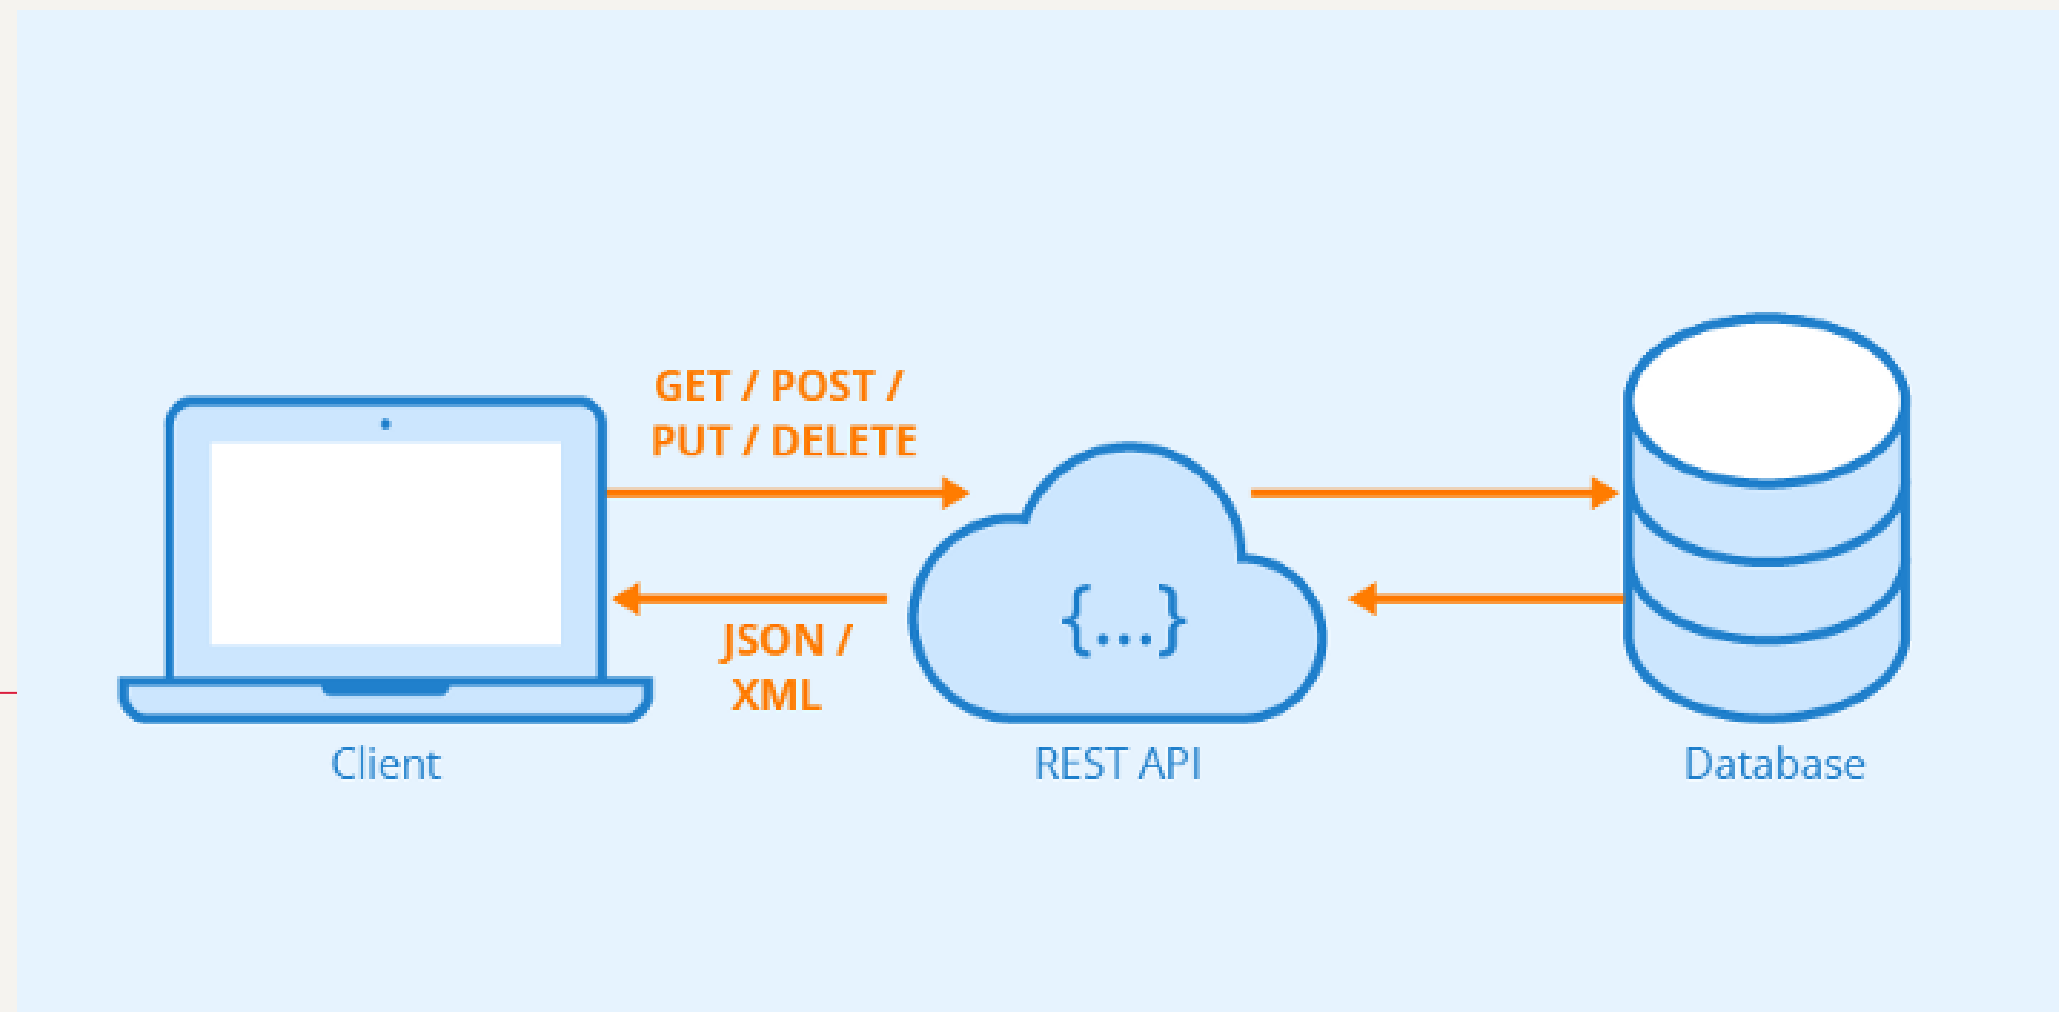 GET / POST /
PUT / DELETE
JSON /
XML
{...}
Client
REST API
Database